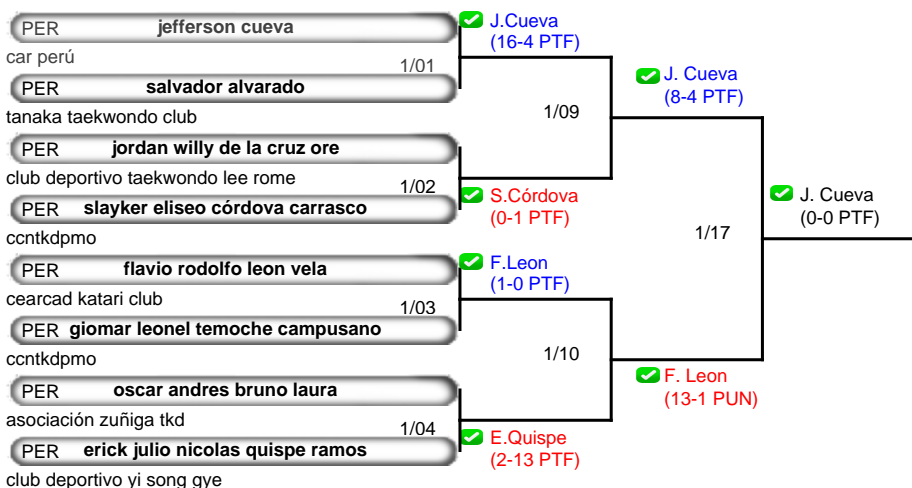 PER jefferson cueva
car perú
1/01
PER salvador alvarado
tanaka taekwondo club
PER jordan willy de la cruz ore
club deportivo taekwondo lee rome
1/02
PER slayker eliseo córdova carrasco
ccntkdpmo
PER flavio rodolfo leon vela
cearcad katari club
1/03
PER giomar leonel temoche campusano
ccntkdpmo
PER oscar andres bruno laura
asociación zuñiga tkd
1/04
PER erick julio nicolas quispe ramos
club deportivo yi song gye
J.Cueva
(16-4 PTF)
1/09
S.Córdova
(0-1 PTF)
F.Leon
(1-0 PTF)
1/10
E.Quispe
(2-13 PTF)
J. Cueva
(8-4 PTF)
1/17
F. Leon
(13-1 PUN)
J. Cueva
(0-0 PTF)